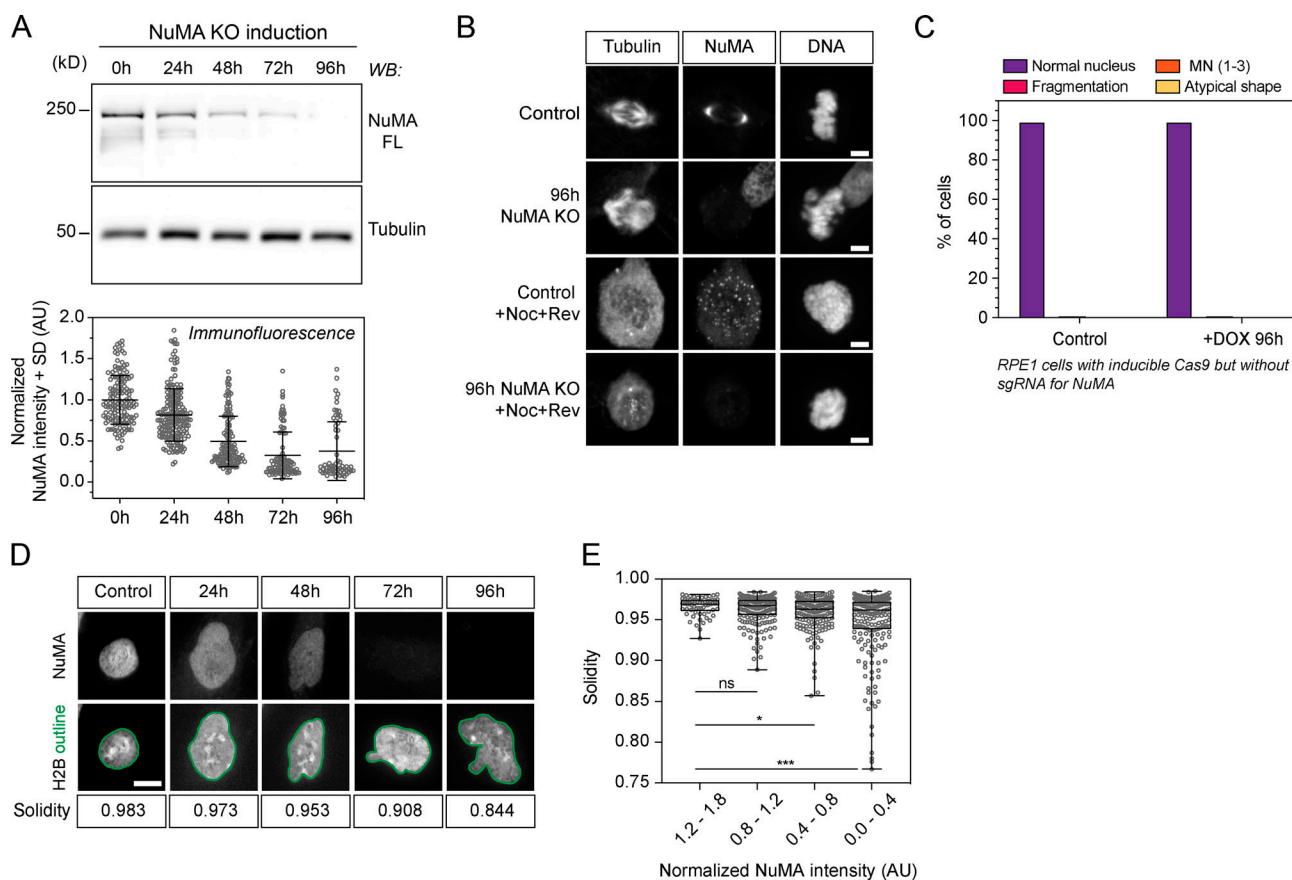 A
NuMA KO induction
(kD)
0h 24h 48h 72h 96h WB:
250
NuMA
FL
50
Tubulin
Immunofluorescence
Normalized
NuMA intensity + SD (AU)
2.0
1.5
1.0
0.5
0.0
0h 24h 48h 72h 96h
B
Tubulin NuMA DNA
Control
96h
NuMA KO
Control
+Noc+Rev
96h NuMA KO
+Noc+Rev
C
Normal nucleus MN (1-3)
Fragmentation Atypical shape
% of cells
100
80
60
40
20
0
Control +DOX 96h
RPE1 cells with inducible Cas9 but without
sgRNA for NuMA
D
Control 24h 48h 72h 96h
NuMA
H2B outline
Solidity 0.983 0.973 0.953 0.908 0.844
E
Solidity
1.00
0.95
0.90
0.85
0.80
0.75
ns
*
***
1.2 - 1.8 0.8 - 1.2 0.4 - 0.8 0.0 - 0.4
Normalized NuMA intensity (AU)